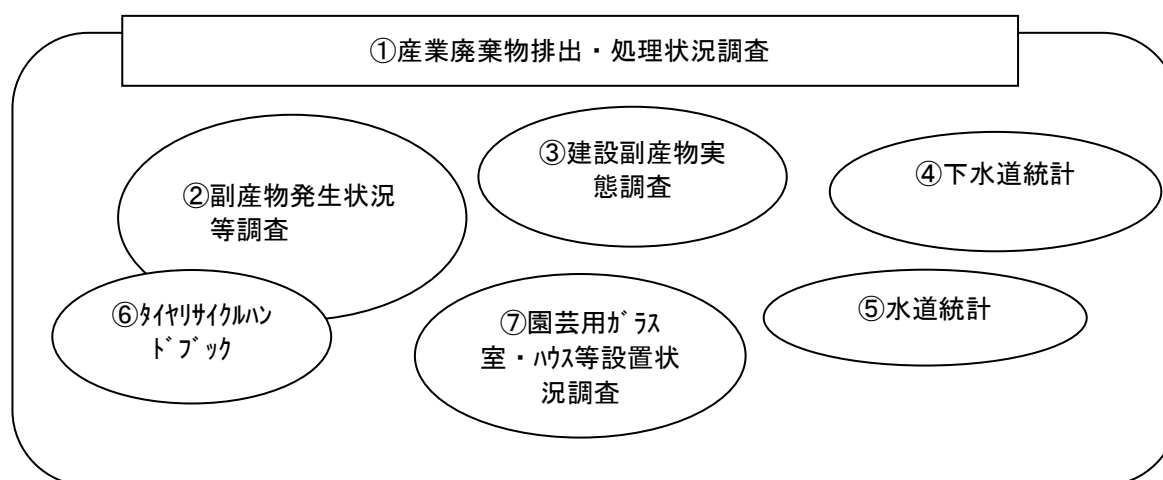 ①産業廃棄物排出・処理状況調査
③建設副産物実
態調査
④下水道統計
②副産物発生状況
等調査
⑥ﾀｲﾔﾘｻｲｸﾙﾊﾝ
ﾄﾞﾌﾞｯｸ
⑦園芸用ｶﾞﾗｽ
室・ﾊｳｽ等設置状
況調査
⑤水道統計